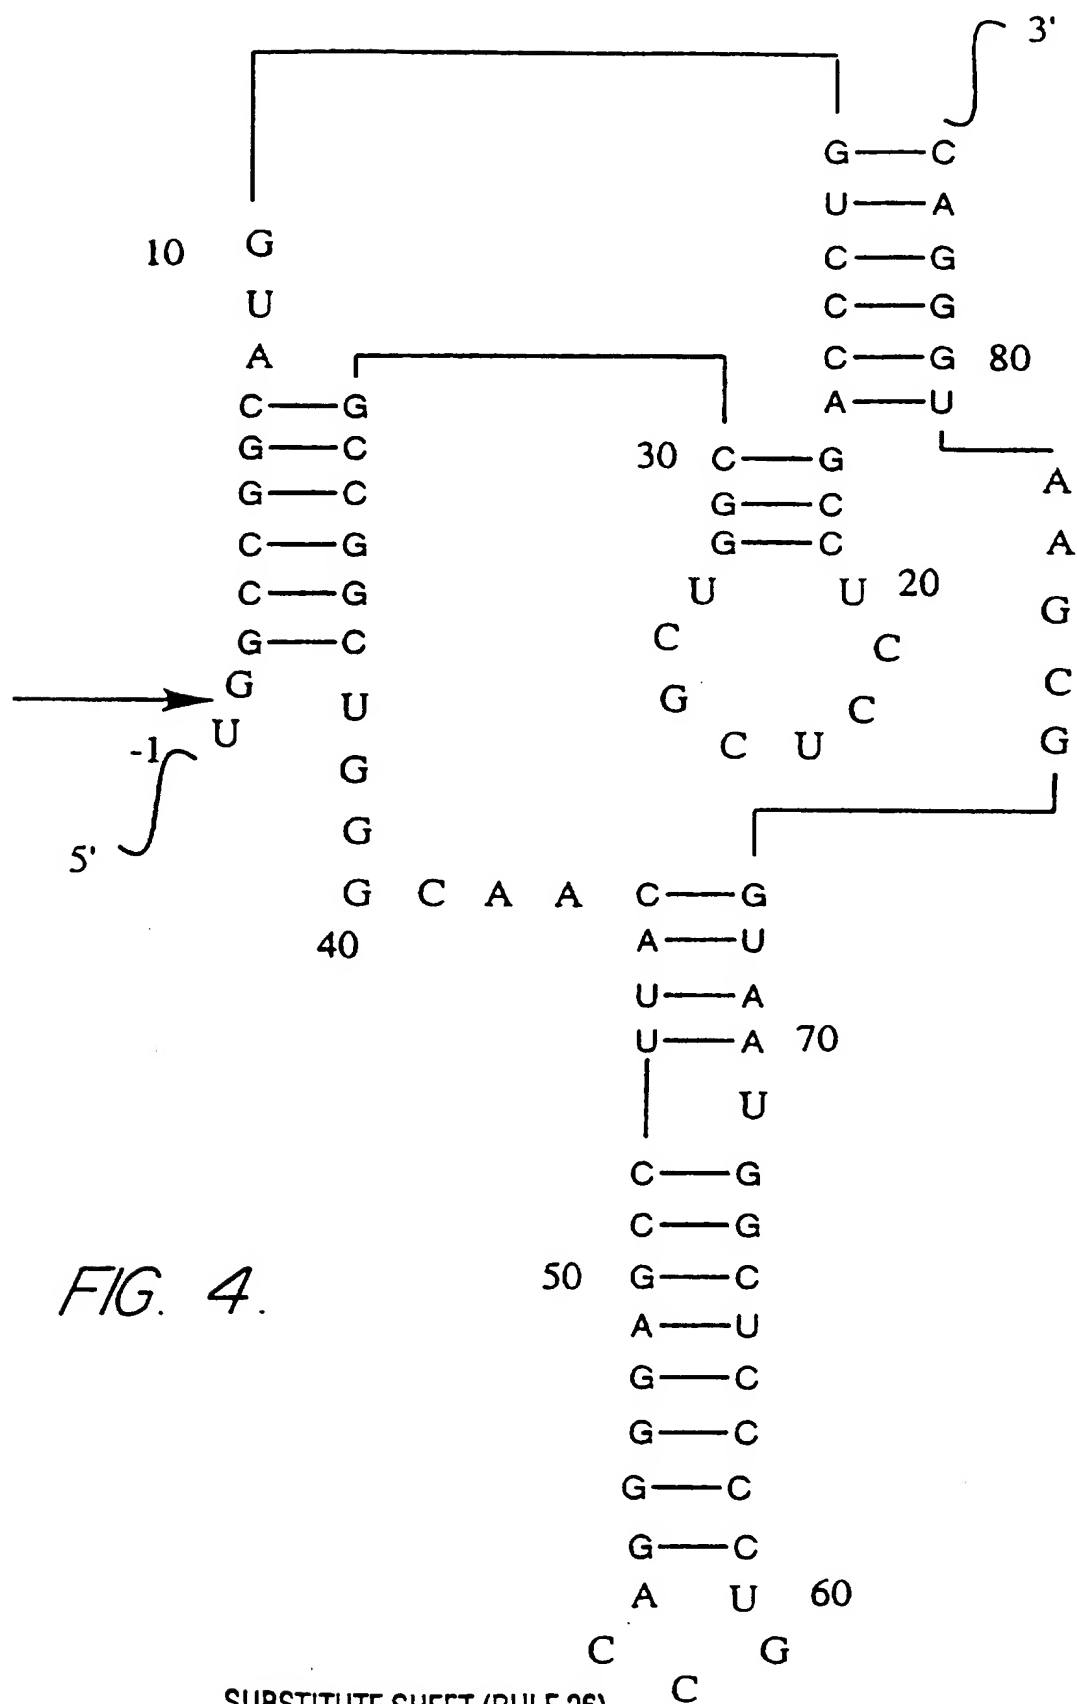 3'
G C
U A
10 G C G
U C G
A C G 80
C G A U
G C 30 C G A
G C G C
C G G C A
C G U U 20 G
G C C C
G G C C
U U
-1 C U G
G
5' G
G C A A C G
40 A U
U A
U A 70
U
C G
C G
FIG. 4. 50 G C
A U
G C
G C
G C
G C
A U 60
C G
C
SUBSTITUTE SHEET (RULE 26)